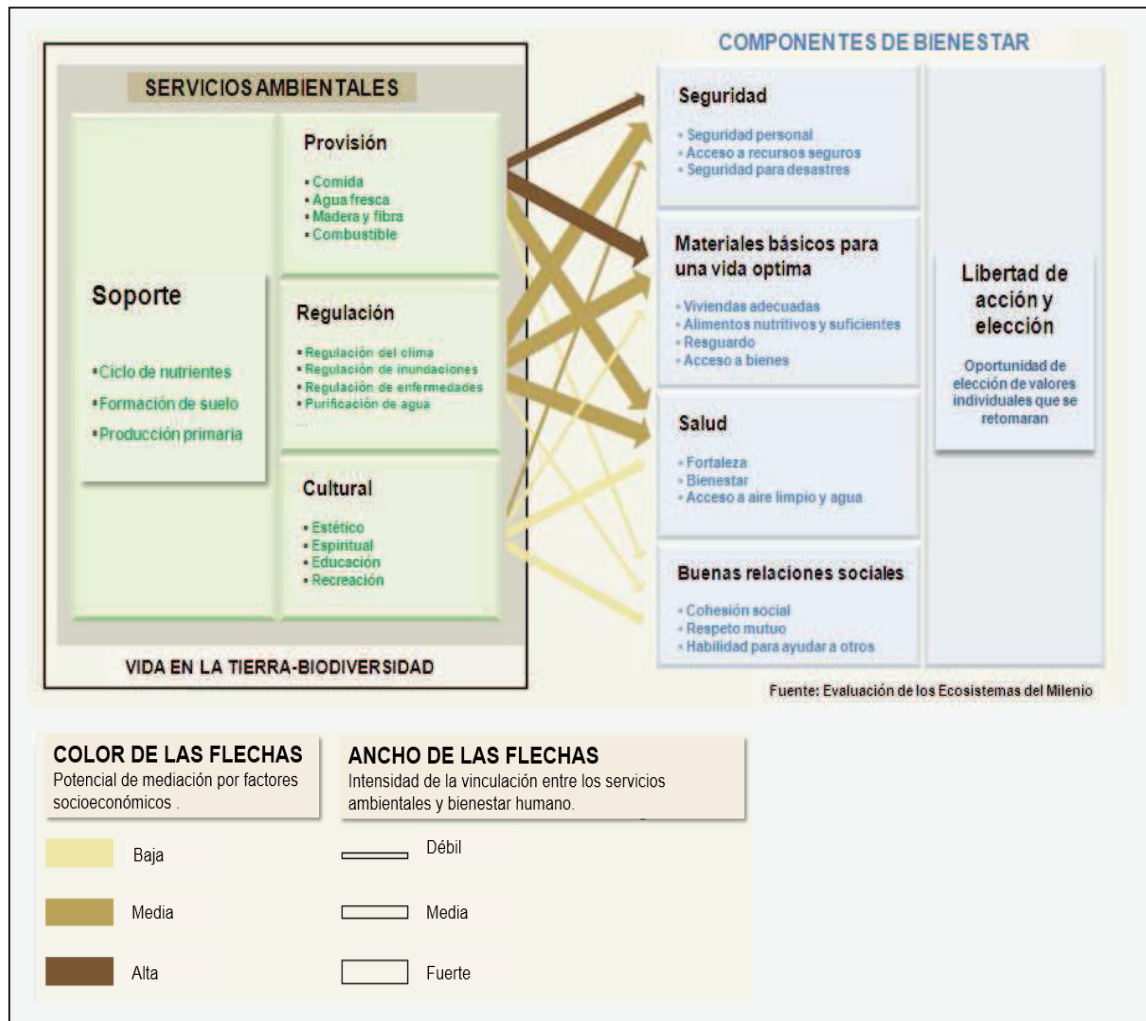 COMPONENTES DE BIENESTAR
SERVICIOS AMBIENTALES
Soporte
▪ Ciclo de nutrientes
▪ Formación de suelo
▪ Producción primaria
Provisión
▪ Comida
▪ Agua fresca
▪ Madera y fibra
▪ Combustible
Regulación
▪ Regulación del clima
▪ Regulación de inundaciones
▪ Regulación de enfermedades
▪ Purificación de agua
...
Cultural
▪ Estético
▪ Espiritual
▪ Educación
▪ Recreación
VIDA EN LA TIERRA-BIODIVERSIDAD
Seguridad
▪ Seguridad personal
▪ Acceso a recursos seguros
▪ Seguridad para desastres
Materiales básicos para
una vida optima
▪ Viviendas adecuadas
▪ Alimentos nutritivos y suficientes
▪ Resguardo
▪ Acceso a bienes
Salud
▪ Fortaleza
▪ Bienestar
▪ Acceso a aire limpio y agua
Buenas relaciones sociales
▪ Cohesión social
▪ Respeto mutuo
▪ Habilidad para ayudar a otros
Libertad de
acción y
elección
Oportunidad de
elección de valores
individuales que se
retomaran
Fuente: Evaluación de los Ecosistemas del Milenio
COLOR DE LAS FLECHAS
Potencial de mediación por factores
socioeconómicos .
Baja
Media
Alta
ANCHO DE LAS FLECHAS
Intensidad de la vinculación entre los servicios
ambientales y bienestar humano.
Débil
Media
Fuerte